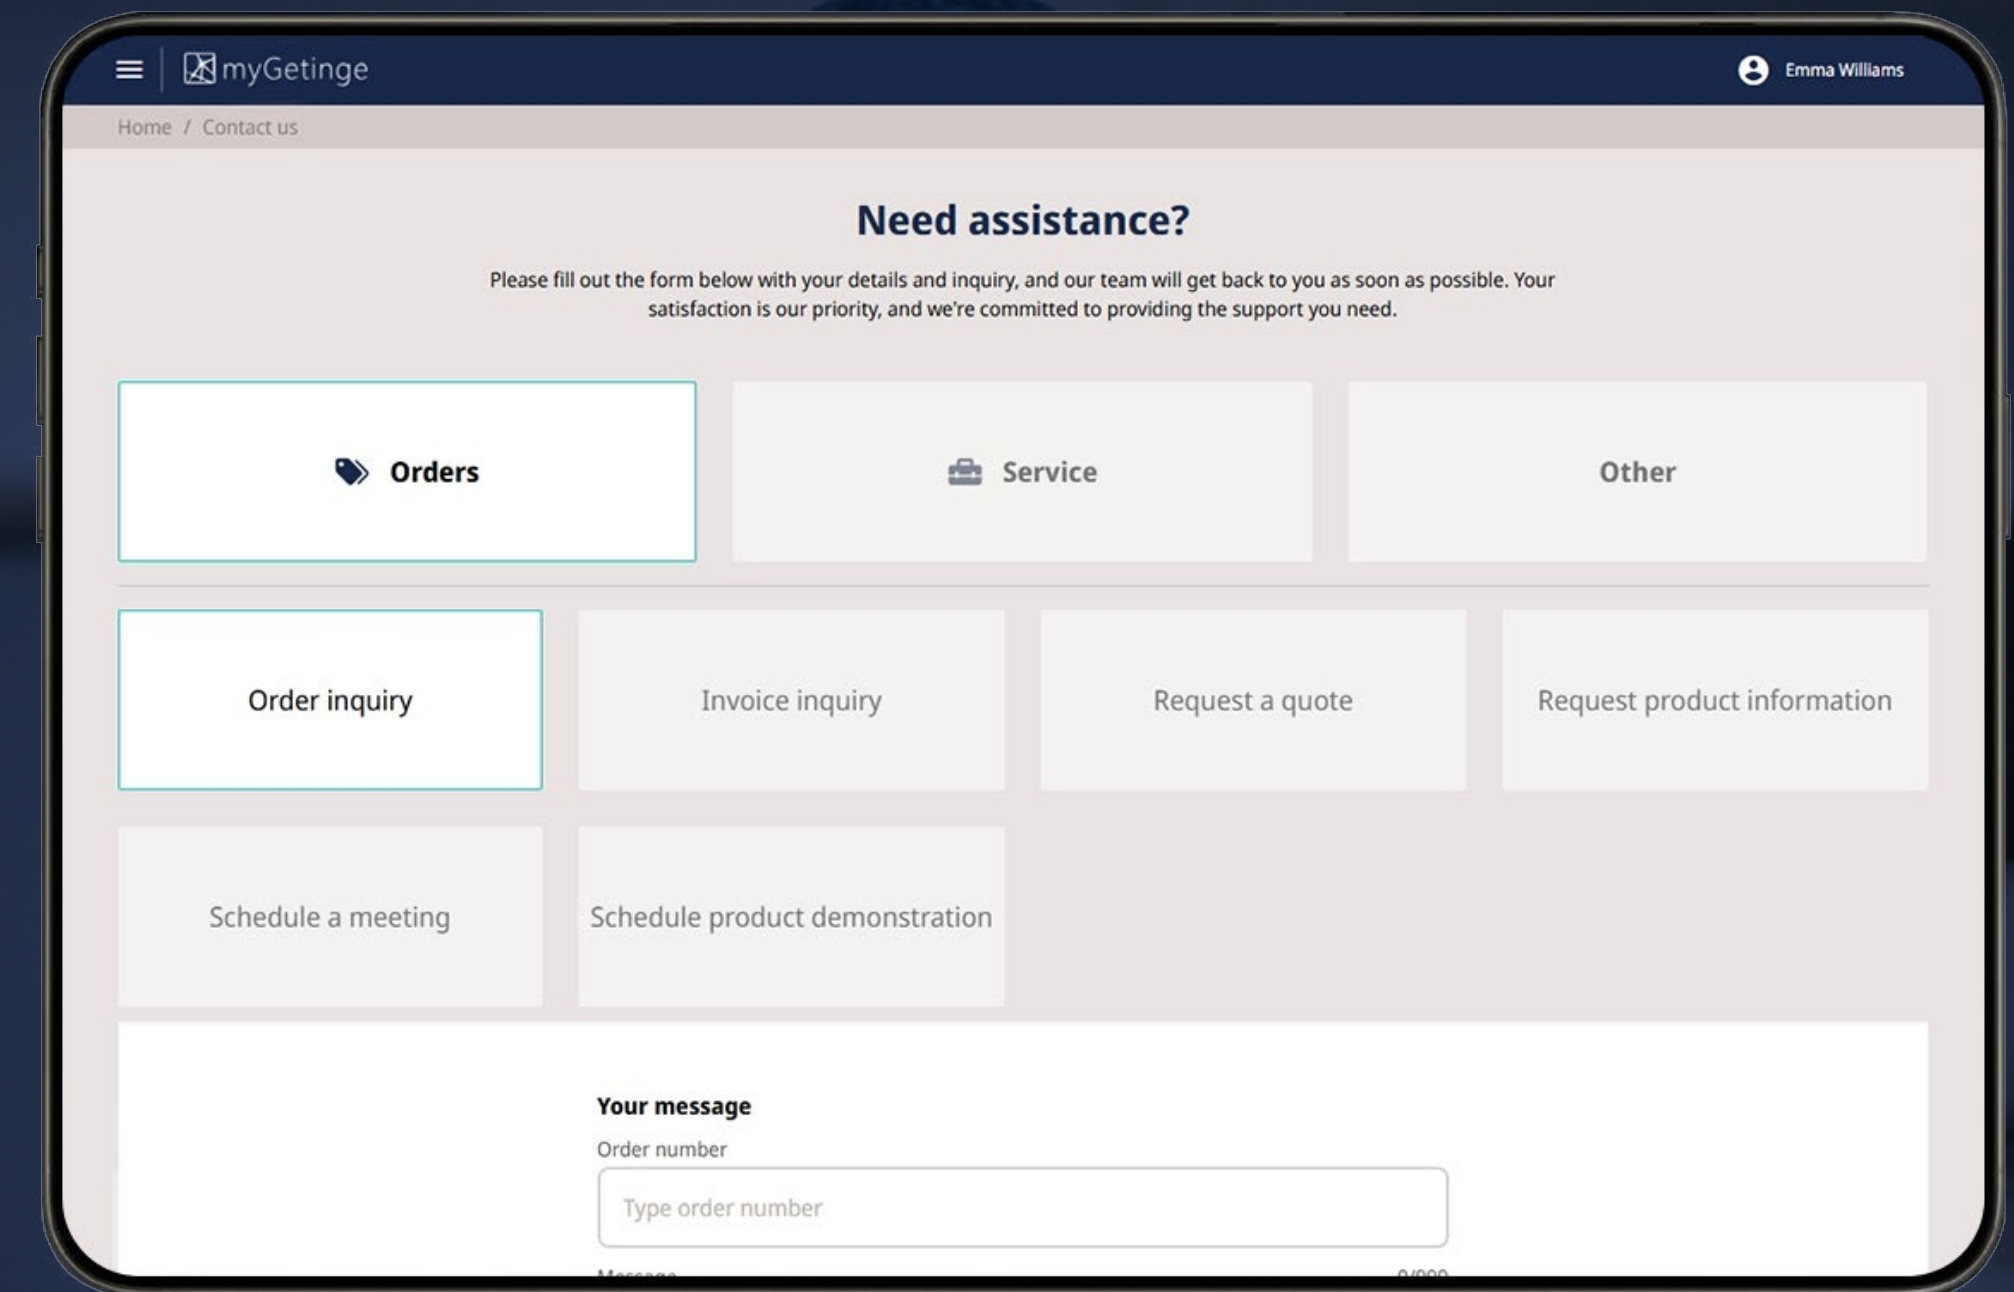 myGetinge
Emma Williams
Home / Contact us
Need assistance?
Please fill out the form below with your details and inquiry, and our team will get back to you as soon as possible. Your
satisfaction is our priority, and we're committed to providing the support you need.
Orders
Service
Other
Order inquiry
Invoice inquiry
Request a quote
Request product information
Schedule a meeting
Schedule product demonstration
Your message
Order number
Type order number
Message